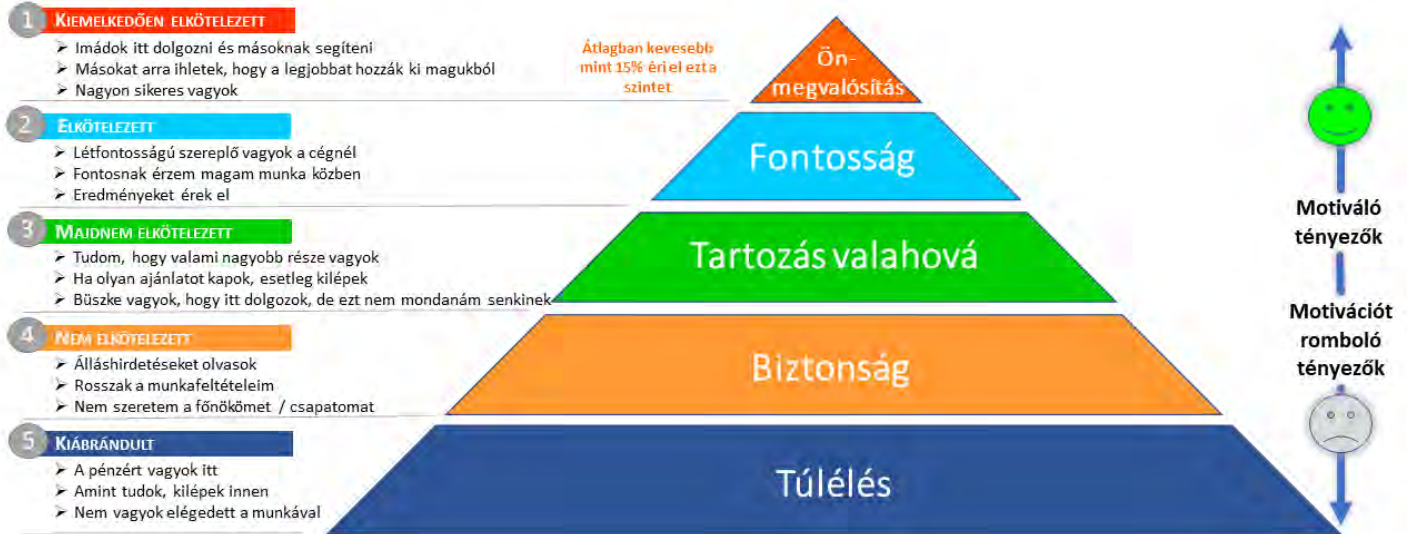 1 KIEMELKEDŐEN ELKÖTELEZETT
➢ Imádok itt dolgozni és másoknak segíteni
➢ Másokat arra ihletek, hogy a legjobbat hozzák ki magukból
➢ Nagyon sikeres vagyok
Átlagban kevesebb
mint 15% éri el ezt a
szintet
Ön-
megvalósítás
2 ELKÖTELEZETT
➢ Létfontosságú szereplő vagyok a cégnél
➢ Fontosnak érzem magam munka közben
➢ Eredményeket érek el
Fontosság
3 MAJDNEM ELKÖTELEZETT
➢ Tudom, hogy valami nagyobb része vagyok
➢ Ha olyan ajánlatot kapok, esetleg kilépek
➢ Büszke vagyok, hogy itt dolgozok, de ezt nem mondanám senkinek
Tartozás valahová
4 NEM ELKÖTELEZETT
➢ Álláshirdetéseket olvasok
➢ Rosszak a munkafeltételeim
➢ Nem szeretem a főnökömet / csapatomat
Biztonság
5 KIÁBRÁNDULT
➢ A pénzért vagyok itt
➢ Amint tudok, kilépek innen
➢ Nem vagyok elégedett a munkával
Túlélés
Motiváló
tényezők
Motivációt
romboló
tényezők